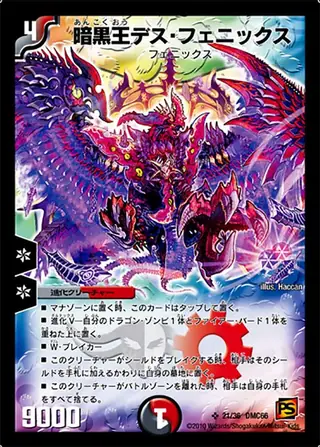 4
あんこくおう
暗黒王デス・フェニックス
フェニックス
illus. Haccan
進化クリーチャー
■ マナゾーンに置く時、このカードはタップして置く。
■ 進化V－自分のドラゴン・ゾンビ1体とファイアー・バード1体を
重ねた上に置く。
■ W・ブレイカー
■ このクリーチャーがシールドをブレイクする時、相手はそのシー
ルドを手札に加えるかわりに自身の墓地に置く。
■ このクリーチャーがバトルゾーンを離れた時、相手は自身の手札
をすべて捨てる。
9000
1
21/36 DMC66
©2010 Wizards/Shogakukan/Mitsui-Kids
PS